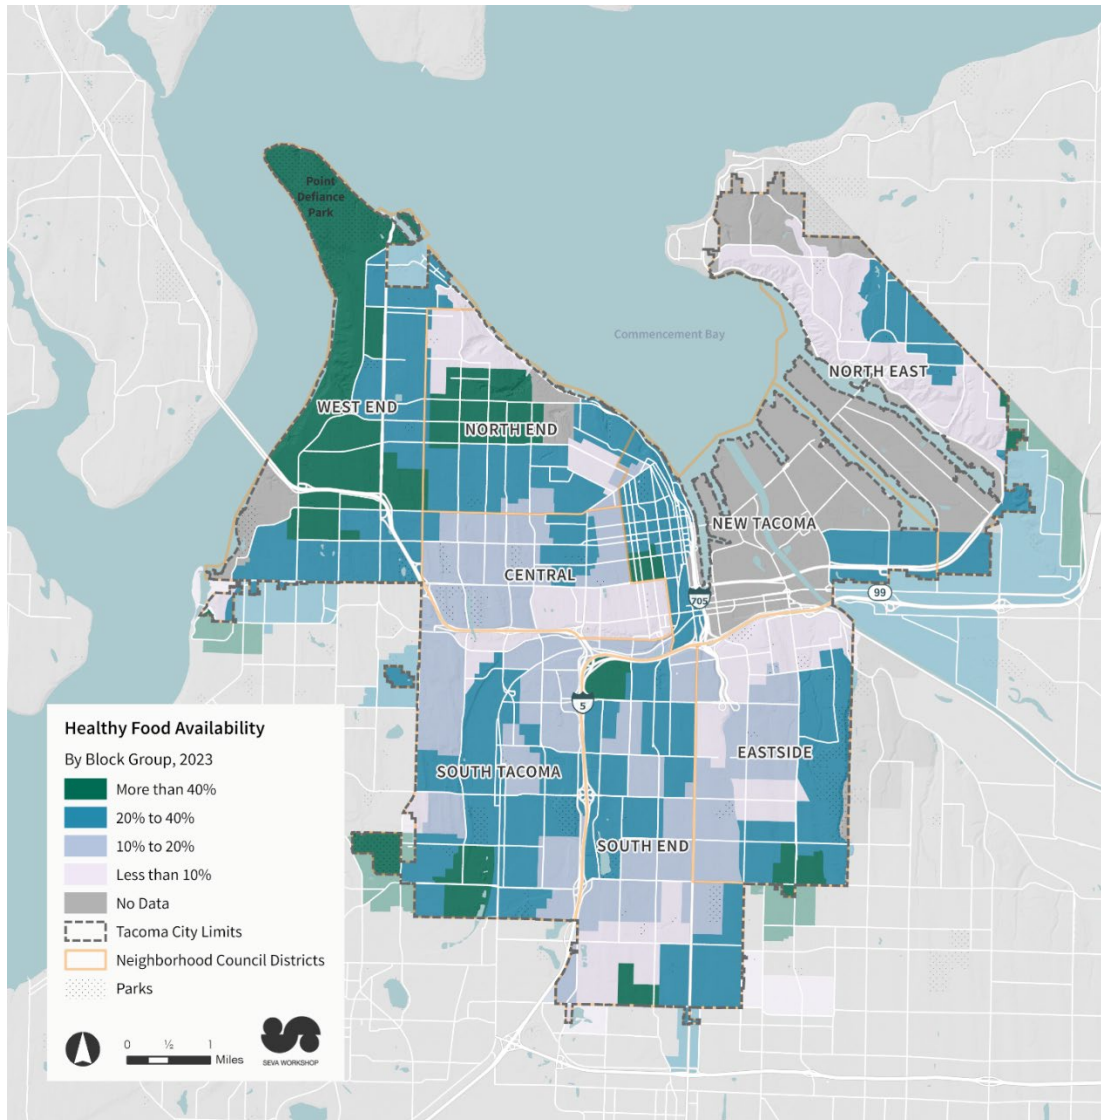 Point
Defiance
Park
Commencement Bay
NORTH EAST
WEST END
NORTH END
NEW TACOMA
CENTRAL
99
705
5
EASTSIDE
SOUTH TACOMA
SOUTH END
Healthy Food Availability
By Block Group, 2023
More than 40%
20% to 40%
10% to 20%
Less than 10%
No Data
Tacoma City Limits
Neighborhood Council Districts
Parks
0 ½ 1
Miles
SEVA WORKSHOP